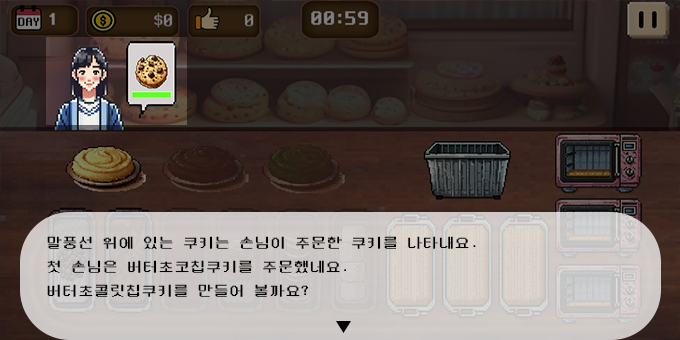 DAY 1
$0
0
00:59
말풍선 위에 있는 쿠키는 손님이 주문한 쿠키를 나타내요.
첫 손님은 버터초코칩쿠키를 주문했네요.
버터초콜릿칩쿠키를 만들어 볼까요?